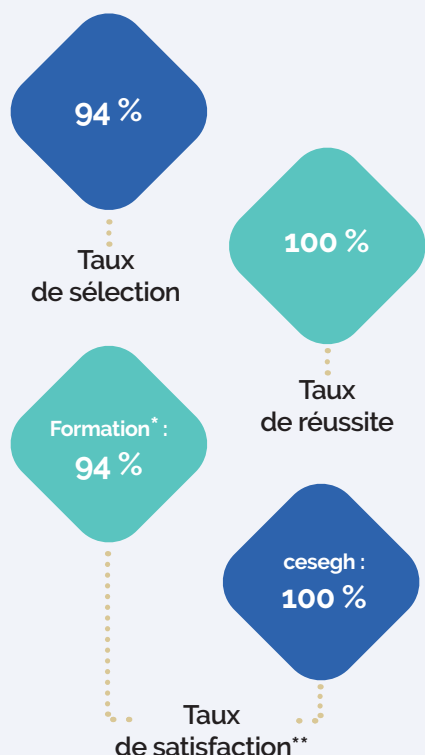 94 %
Taux
de sélection
100 %
Taux
de réussite
Formation* :
94 %
cesegh :
100 %
Taux
de satisfaction**